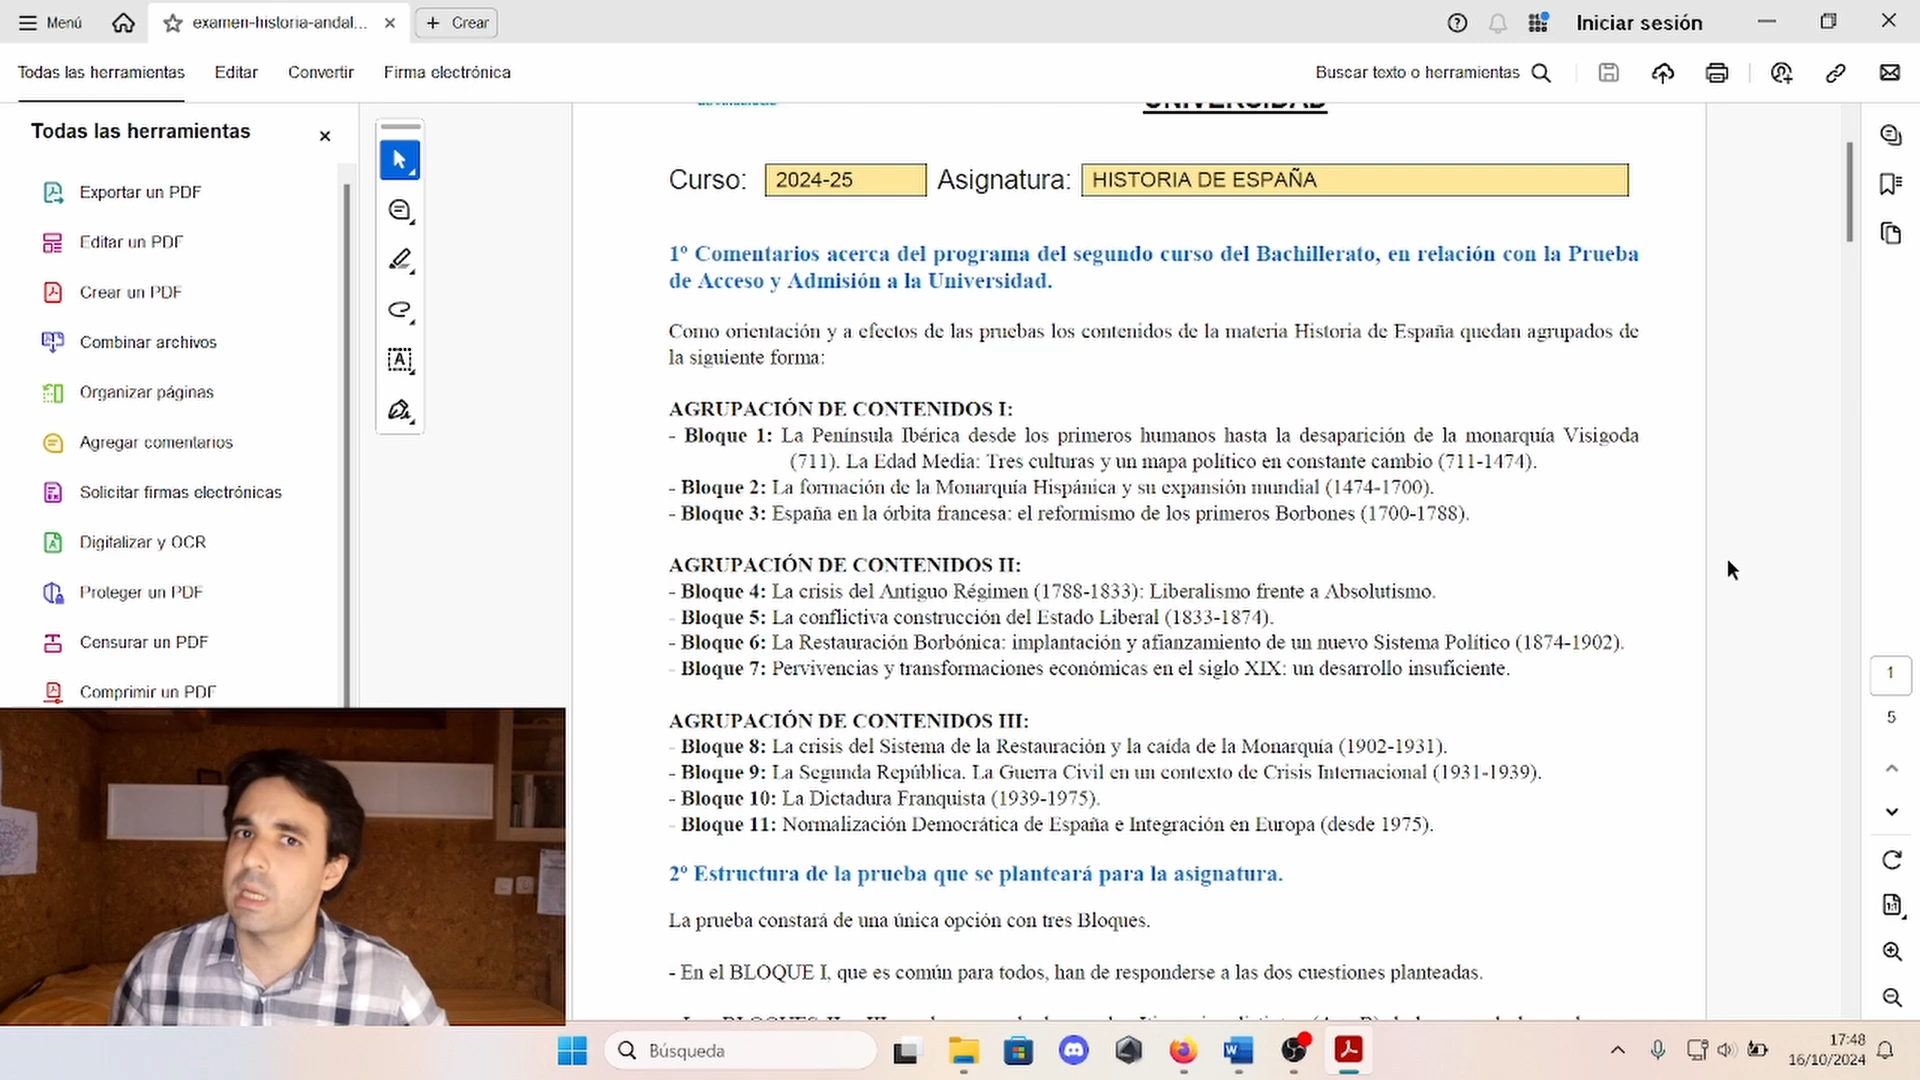 Menú
examen-historia-andal...
Crear
Iniciar sesión
Todas las herramientas
Editar
Convertir
Firma electrónica
Buscar texto o herramientas
Todas las herramientas
Exportar un PDF
Editar un PDF
Crear un PDF
Combinar archivos
Organizar páginas
Agregar comentarios
Solicitar firmas electrónicas
Digitalizar y OCR
Proteger un PDF
Censurar un PDF
Comprimir un PDF
UNIVERSIDAD
Curso: 2024-25 Asignatura: HISTORIA DE ESPAÑA
1º Comentarios acerca del programa del segundo curso del Bachillerato, en relación con la Prueba
de Acceso y Admisión a la Universidad.
Como orientación y a efectos de las pruebas los contenidos de la materia Historia de España quedan agrupados de
la siguiente forma:
AGRUPACIÓN DE CONTENIDOS I:
- Bloque 1: La Península Ibérica desde los primeros humanos hasta la desaparición de la monarquía Visigoda
(711). La Edad Media: Tres culturas y un mapa político en constante cambio (711-1474).
- Bloque 2: La formación de la Monarquía Hispánica y su expansión mundial (1474-1700).
- Bloque 3: España en la órbita francesa: el reformismo de los primeros Borbones (1700-1788).
AGRUPACIÓN DE CONTENIDOS II:
- Bloque 4: La crisis del Antiguo Régimen (1788-1833): Liberalismo frente a Absolutismo.
- Bloque 5: La conflictiva construcción del Estado Liberal (1833-1874).
- Bloque 6: La Restauración Borbónica: implantación y afianzamiento de un nuevo Sistema Político (1874-1902).
- Bloque 7: Pervivencias y transformaciones económicas en el siglo XIX: un desarrollo insuficiente.
AGRUPACIÓN DE CONTENIDOS III:
- Bloque 8: La crisis del Sistema de la Restauración y la caída de la Monarquía (1902-1931).
- Bloque 9: La Segunda República. La Guerra Civil en un contexto de Crisis Internacional (1931-1939).
- Bloque 10: La Dictadura Franquista (1939-1975).
- Bloque 11: Normalización Democrática de España e Integración en Europa (desde 1975).
2º Estructura de la prueba que se planteará para la asignatura.
La prueba constará de una única opción con tres Bloques.
- En el BLOQUE I, que es común para todos, han de responderse a las dos cuestiones planteadas.
1
5
Búsqueda
17:48
16/10/2024